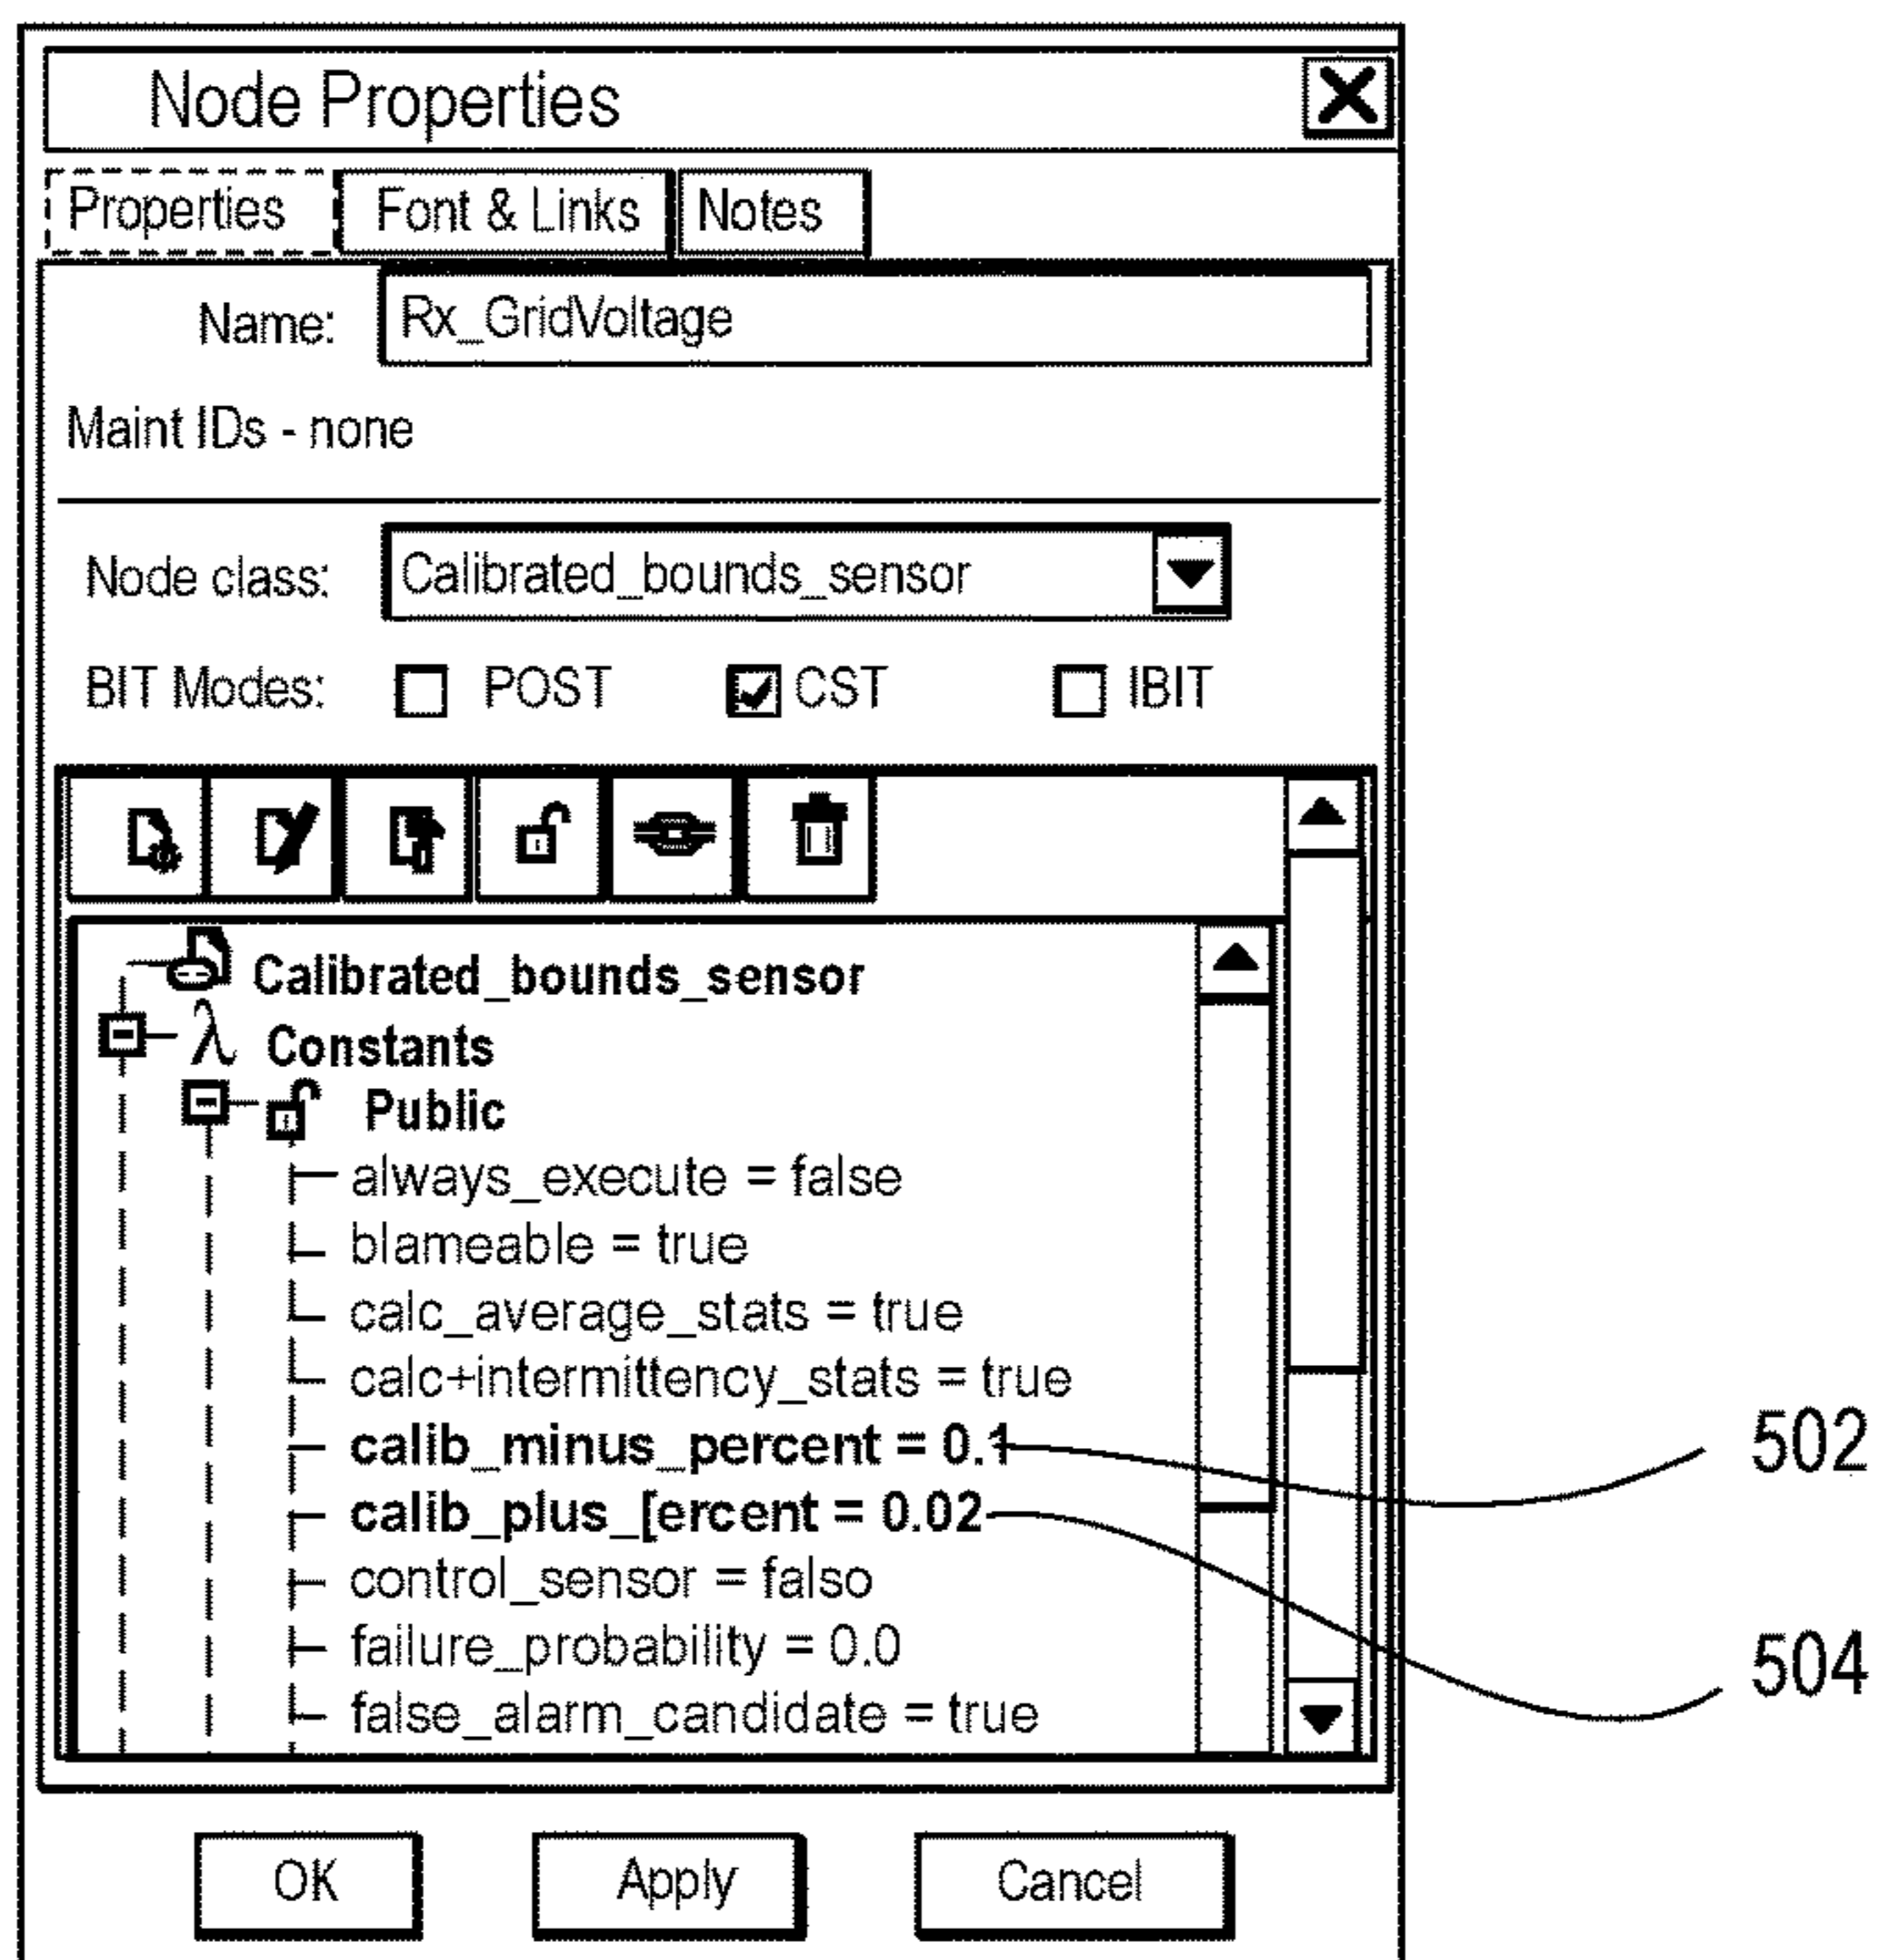 Node Properties
Properties Font & Links Notes
Name: Rx_GridVoltage
Maint IDs - none
Node class: Calibrated_bounds_sensor
BIT Modes: POST CST IBIT
Calibrated_bounds_sensor
λ Constants
Public
always_execute = false
blameable = true
calc_average_stats = true
calc+intermittency_stats = true
calib_minus_percent = 0.1
502
calib_plus_[ercent = 0.02
control_sensor = falso
failure_probability = 0.0
504
false_alarm_candidate = true
OK Apply Cancel